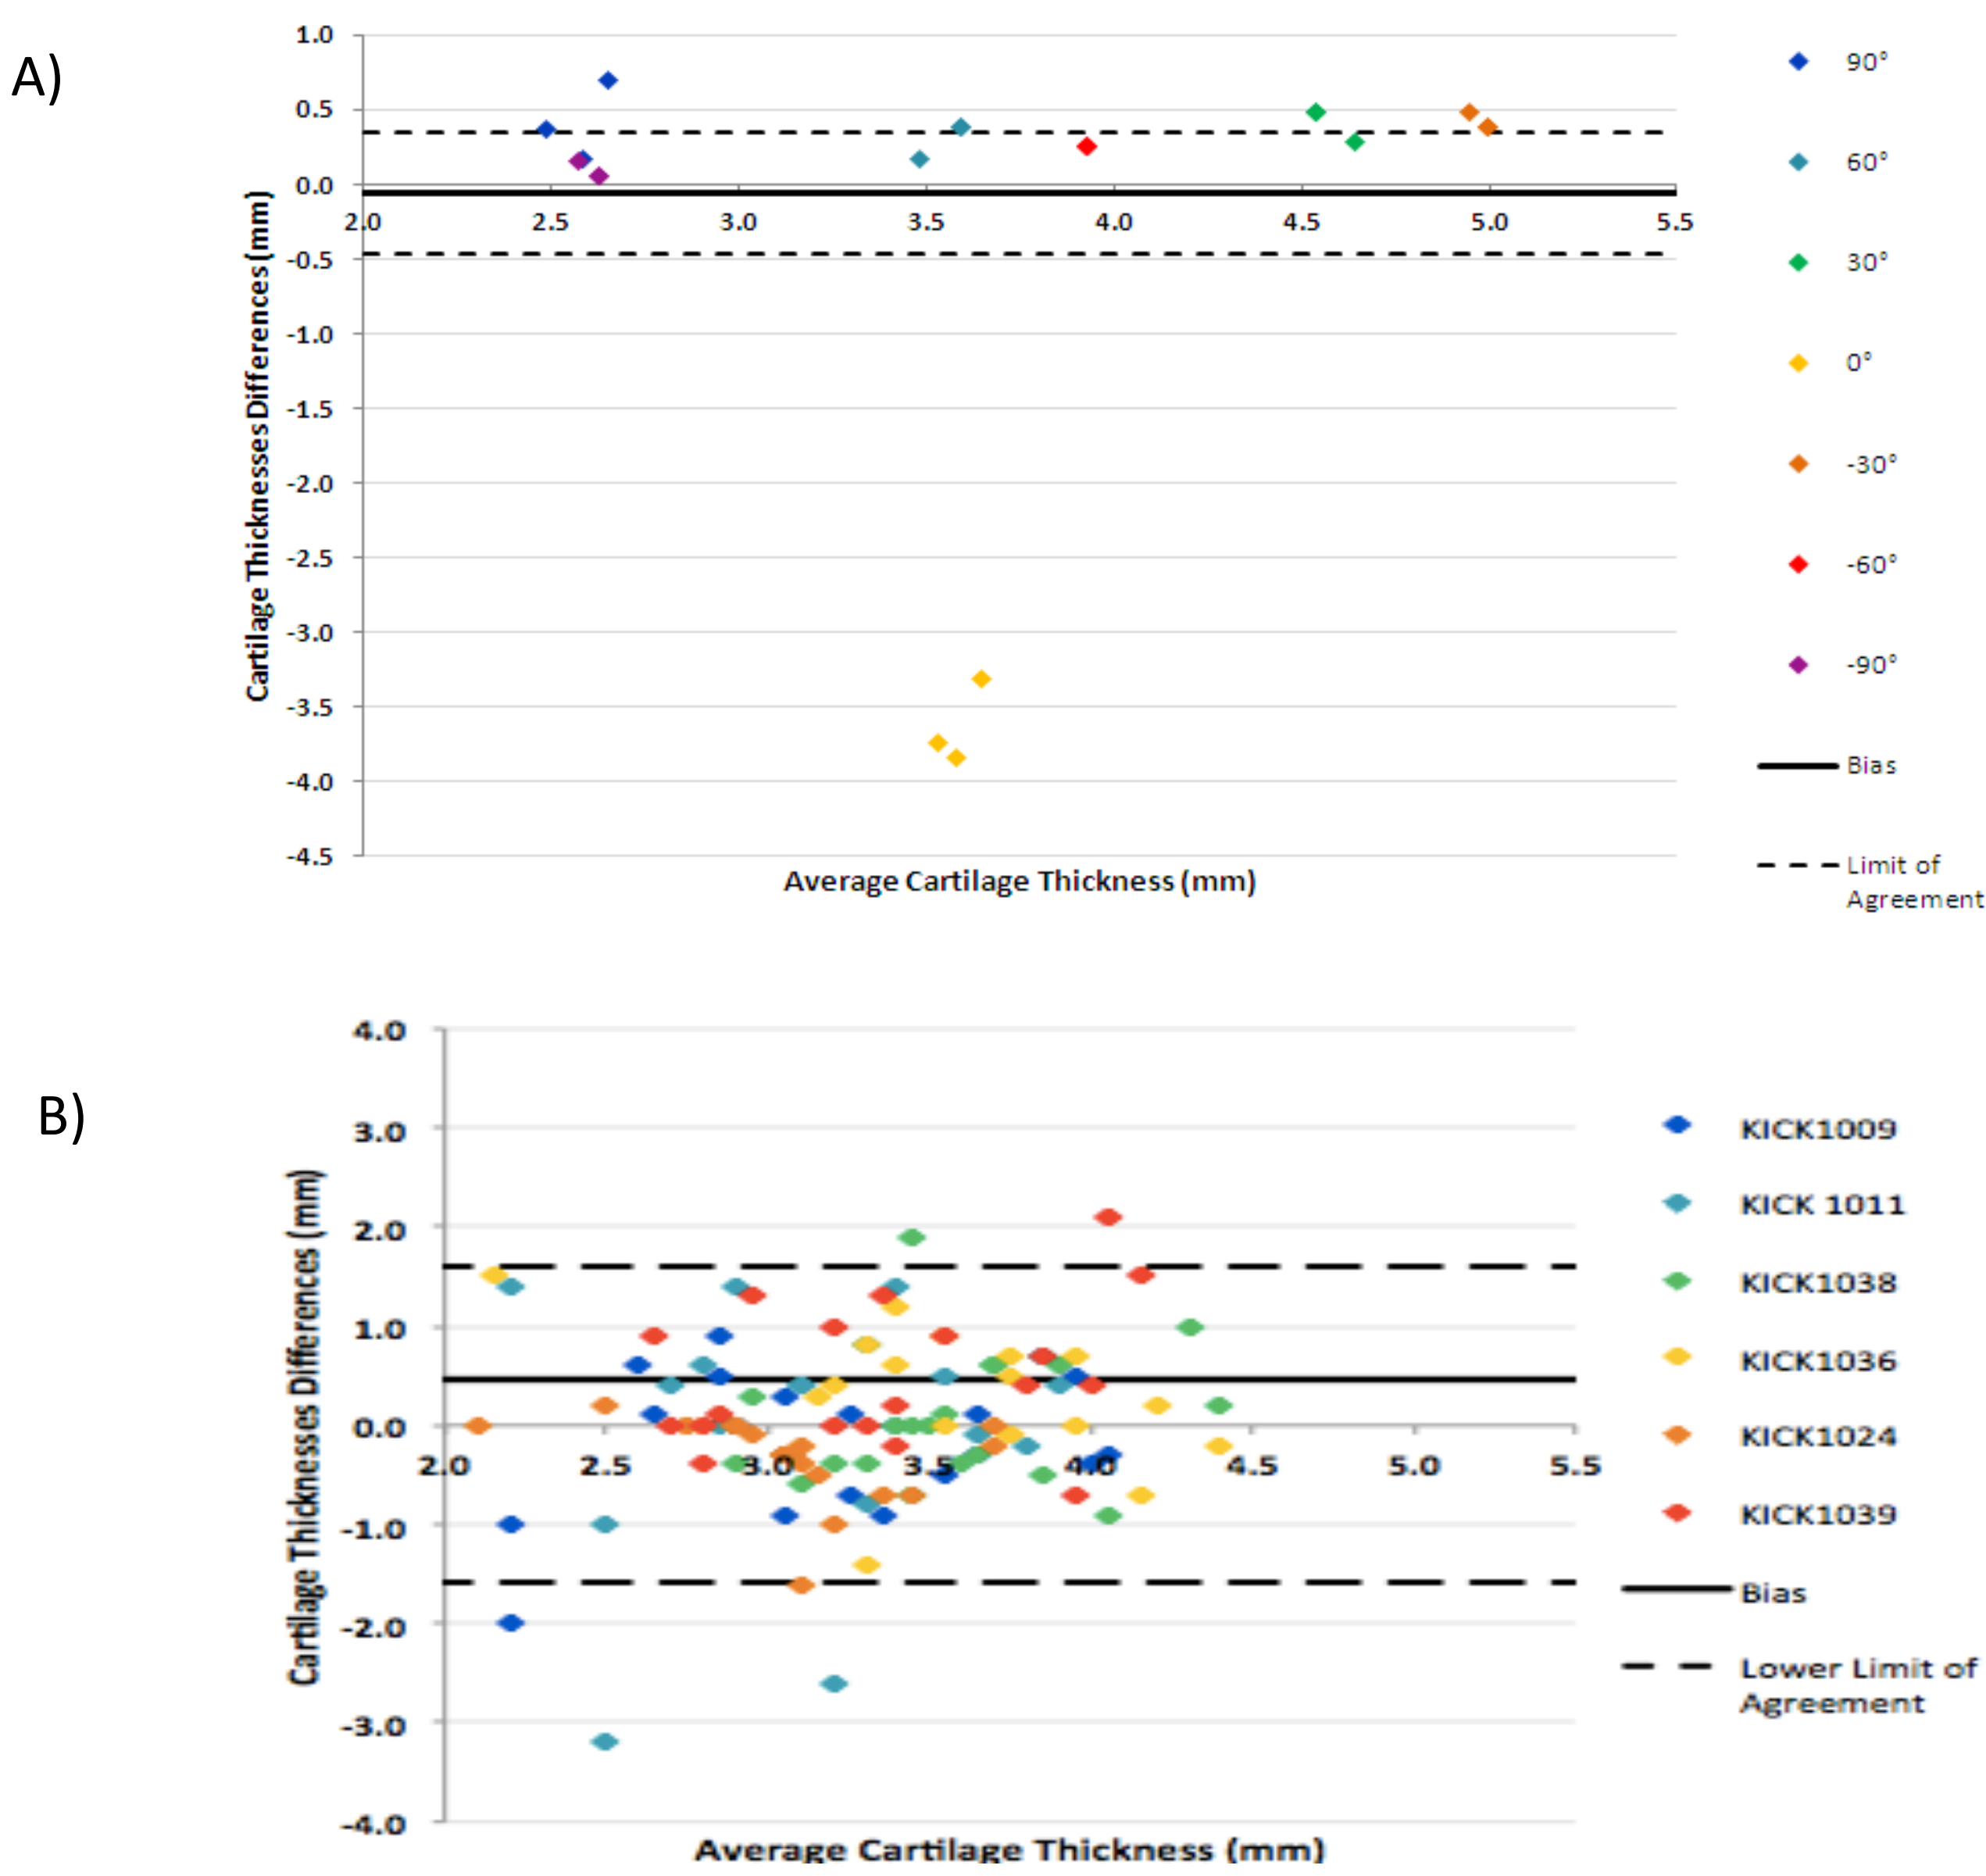 A)
1.0
0.5
0.0
-0.5
-1.0
-1.5
-2.0
-2.5
-3.0
-3.5
-4.0
-4.5
2.0 2.5 3.0 3.5 4.0 4.5 5.0 5.5
Cartilage Thicknesses Differences (mm)
Average Cartilage Thickness (mm)
90°
60°
30°
0°
-30°
-60°
-90°
Bias
Limit of
Agreement
B)
4.0
3.0
2.0
1.0
0.0
-1.0
-2.0
-3.0
-4.0
2.0 2.5 3.0 3.5 4.0 4.5 5.0 5.5
Cartilage Thicknesses Differences (mm)
Average Cartilage Thickness (mm)
KICK1009
KICK 1011
KICK1038
KICK1036
KICK1024
KICK1039
Bias
Lower Limit of
Agreement